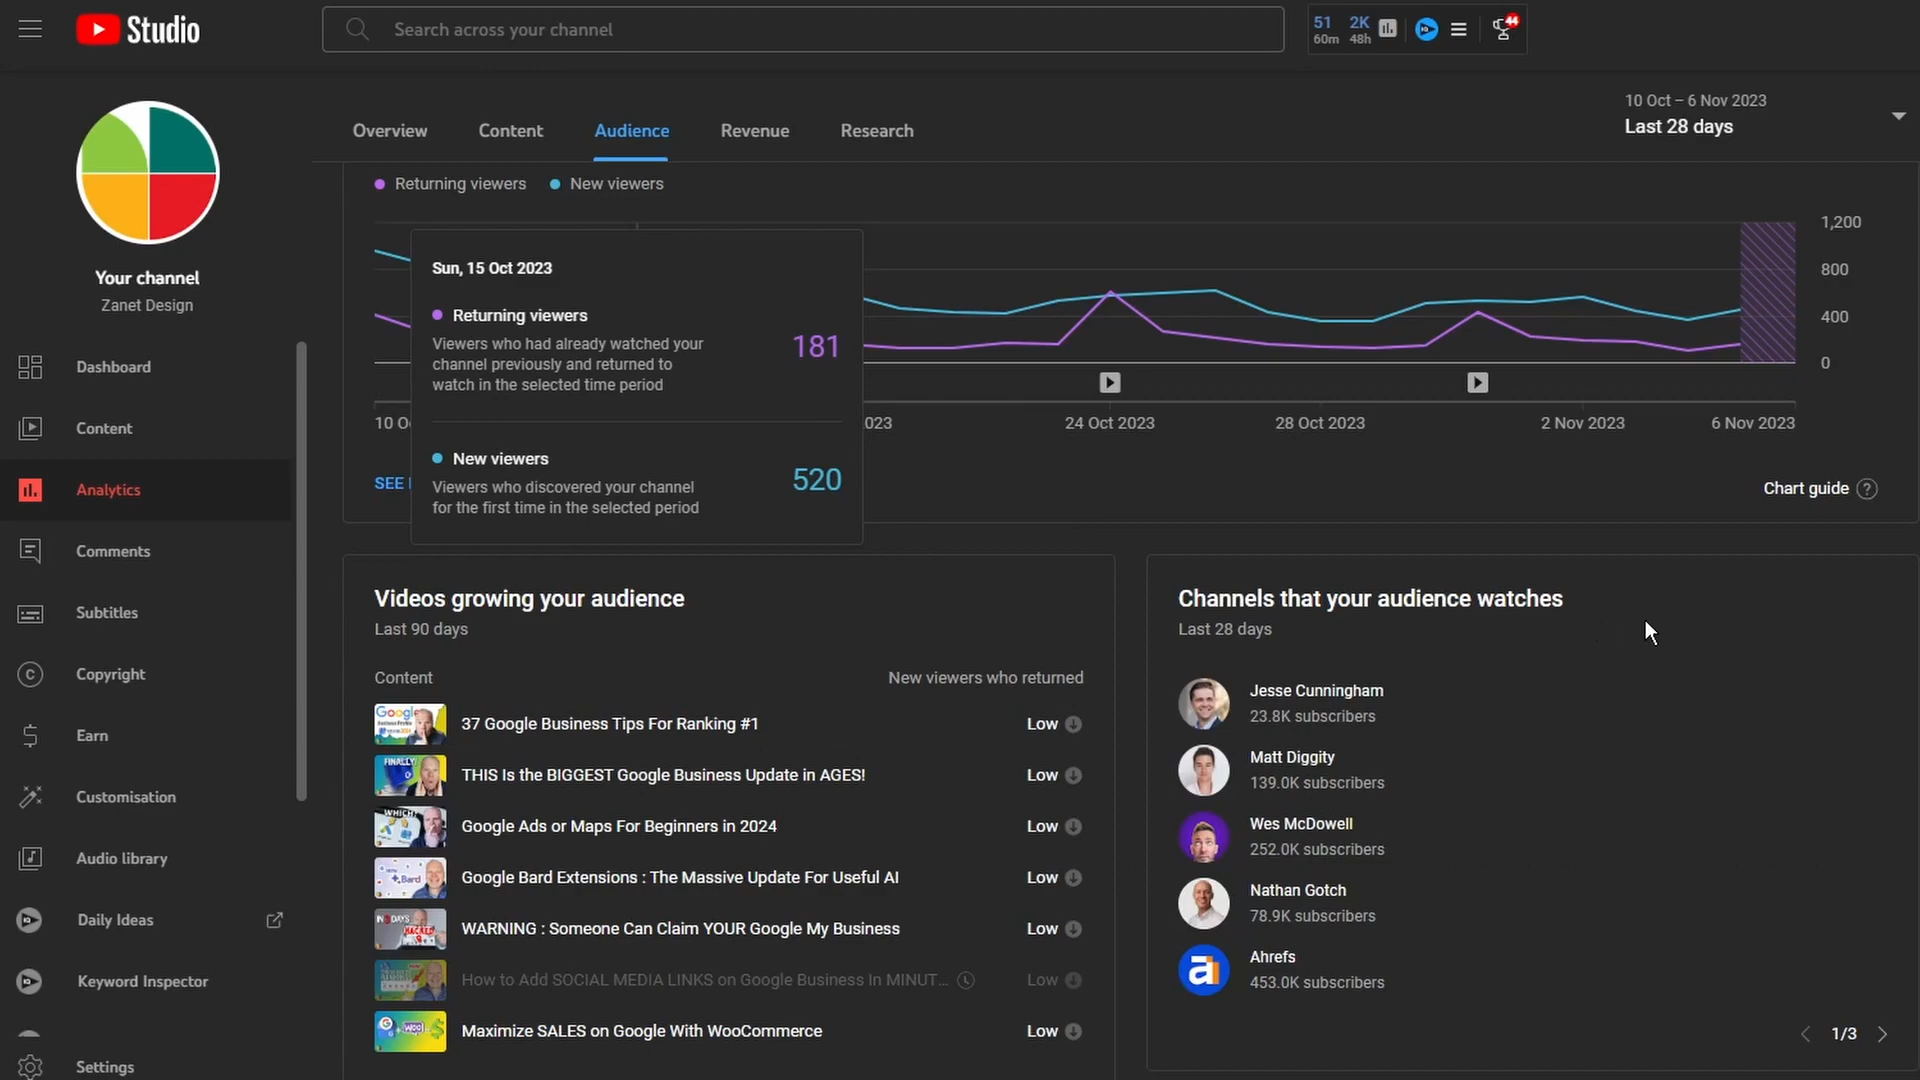 Studio
Search across your channel
51 2K
60m 48h
44
Your channel
Zanet Design
Dashboard
Content
Analytics
Comments
Subtitles
Copyright
Earn
Customisation
Audio library
Daily Ideas
Keyword Inspector
Settings
Overview Content Audience Revenue Research
10 Oct – 6 Nov 2023
Last 28 days
Returning viewers New viewers
1,200
800
400
0
Sun, 15 Oct 2023
Returning viewers
Viewers who had already watched your
channel previously and returned to
watch in the selected time period
181
New viewers
Viewers who discovered your channel
for the first time in the selected period
520
10 O 023 24 Oct 2023 28 Oct 2023 2 Nov 2023 6 Nov 2023
SEE
Chart guide
Videos growing your audience
Last 90 days
Content New viewers who returned
37 Google Business Tips For Ranking #1 Low
THIS Is the BIGGEST Google Business Update in AGES! Low
Google Ads or Maps For Beginners in 2024 Low
Google Bard Extensions : The Massive Update For Useful AI Low
WARNING : Someone Can Claim YOUR Google My Business Low
How to Add SOCIAL MEDIA LINKS on Google Business In MINUT... Low
Maximize SALES on Google With WooCommerce Low
Channels that your audience watches
Last 28 days
Jesse Cunningham
23.8K subscribers
Matt Diggity
139.0K subscribers
Wes McDowell
252.0K subscribers
Nathan Gotch
78.9K subscribers
Ahrefs
453.0K subscribers
1/3